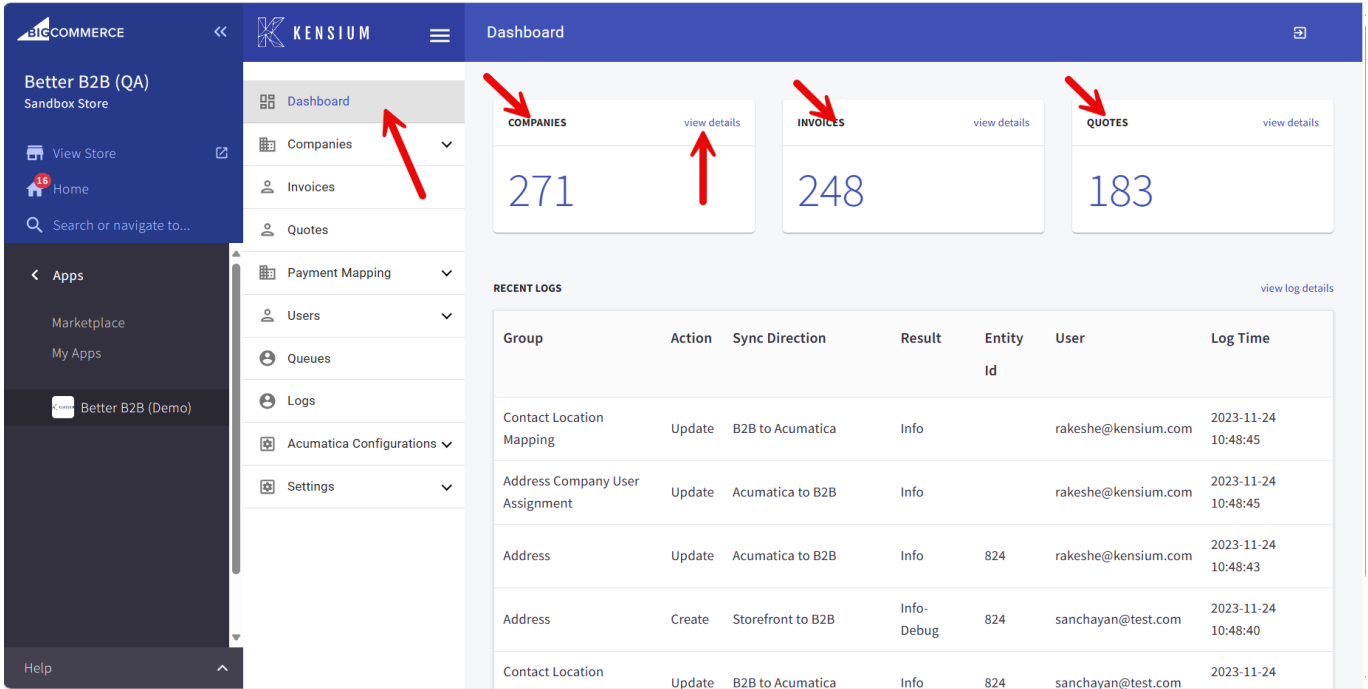 BIGCOMMERCE
Better B2B (QA)
Sandbox Store
View Store
16
Home
Search or navigate to...
Apps
Marketplace
My Apps
Better B2B (Demo)
Help
KENSIUM
Dashboard
Companies
Invoices
Quotes
Payment Mapping
Users
Queues
Logs
Acumatica Configurations
Settings
Dashboard
COMPANIES view details
271
INVOICES view details
248
QUOTES view details
183
RECENT LOGS view log details
Group Action Sync Direction Result Entity Id User Log Time
Contact Location Mapping Update B2B to Acumatica Info rakeshe@kensium.com 2023-11-24 10:48:45
Address Company User Assignment Update Acumatica to B2B Info rakeshe@kensium.com 2023-11-24 10:48:45
Address Update Acumatica to B2B Info 824 rakeshe@kensium.com 2023-11-24 10:48:43
Address Create Storefront to B2B Info-Debug 824 sanchayan@test.com 2023-11-24 10:48:40
Contact Location Update B2B to Acumatica Info 824 sanchayan@test.com 2023-11-24